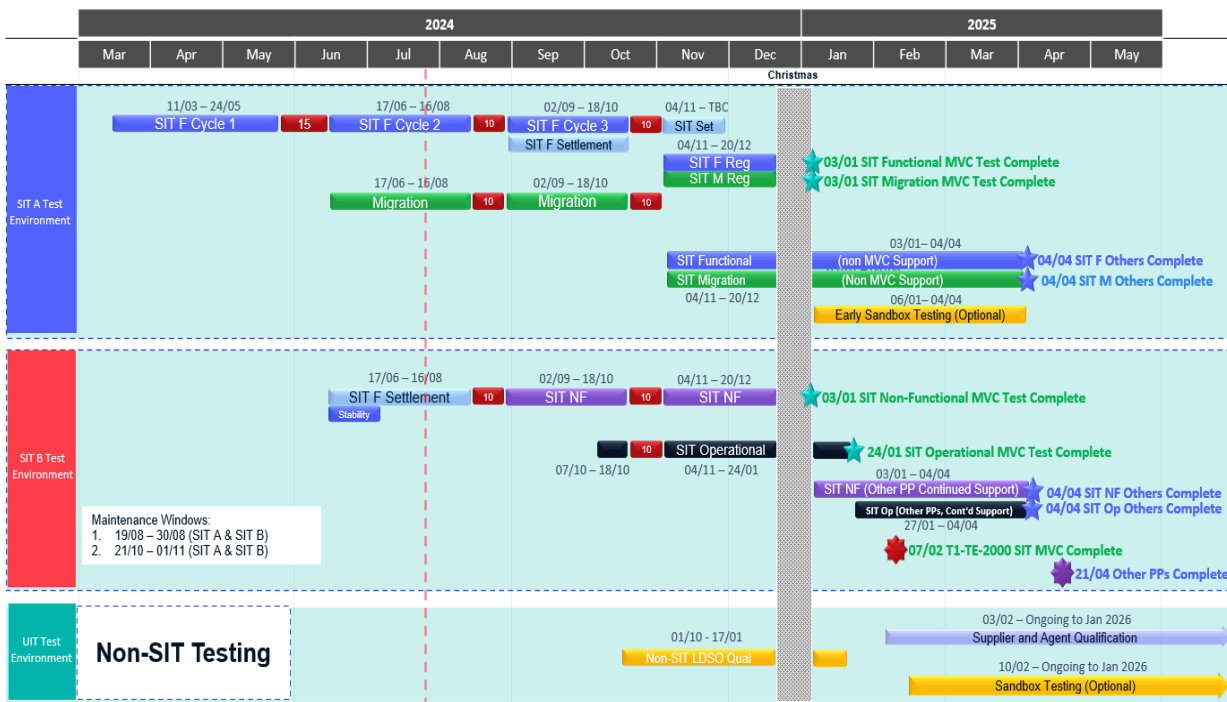 2024
2025
Mar
Apr
May
Jun
Jul
Aug
Sep
Oct
Nov
Dec
Jan
Feb
Mar
Apr
May
Christmas
SIT A Test
Environment
11/03 – 24/05
17/06 – 16/08
02/09 – 18/10
04/11 – TBC
SIT F Cycle 1
15
SIT F Cycle 2
10
SIT F Cycle 3
10
SIT Set
SIT F Settlement
04/11 – 20/12
SIT F Reg
03/01 SIT Functional MVC Test Complete
SIT M Reg
03/01 SIT Migration MVC Test Complete
17/06 – 16/08
02/09 – 18/10
Migration
10
Migration
10
03/01– 04/04
SIT Functional
(non MVC Support)
04/04 SIT F Others Complete
SIT Migration
(Non MVC Support)
04/04 SIT M Others Complete
04/11 – 20/12
06/01– 04/04
Early Sandbox Testing (Optional)
SIT B Test
Environment
17/06 – 16/08
02/09 – 18/10
04/11 – 20/12
SIT F Settlement
10
SIT NF
10
SIT NF
03/01 SIT Non-Functional MVC Test Complete
Stability
10
SIT Operational
24/01 SIT Operational MVC Test Complete
07/10 – 18/10
04/11 – 24/01
03/01 – 04/04
SIT NF (Other PP Continued Support)
04/04 SIT NF Others Complete
SIT Op (Other PPs, Cont'd Support)
04/04 SIT Op Others Complete
27/01 – 04/04
Maintenance Windows:
1. 19/08 – 30/08 (SIT A & SIT B)
2. 21/10 – 01/11 (SIT A & SIT B)
07/02 T1-TE-2000 SIT MVC Complete
21/04 Other PPs Complete
UIT Test
Environment
Non-SIT Testing
01/10 - 17/01
Non-SIT LDSO Qual
03/02 – Ongoing to Jan 2026
Supplier and Agent Qualification
10/02 – Ongoing to Jan 2026
Sandbox Testing (Optional)